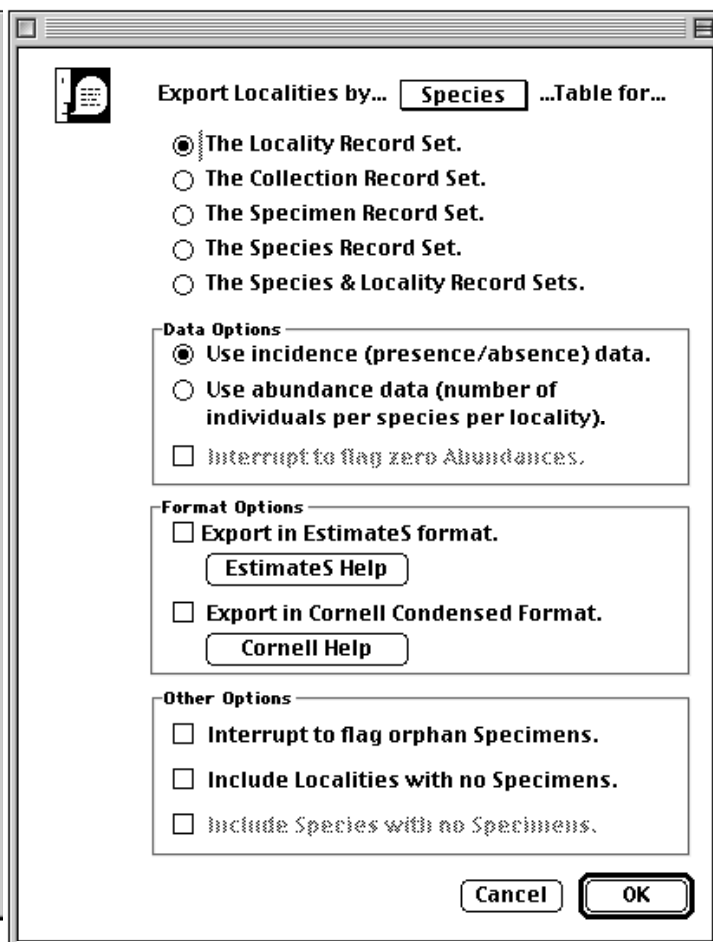 Export Localities by... Species ...Table for...
The Locality Record Set.
The Collection Record Set.
The Specimen Record Set.
The Species Record Set.
The Species & Locality Record Sets.
Data Options
Use incidence (presence/absence) data.
Use abundance data (number of
individuals per species per locality).
Interrupt to flag zero Abundances.
Format Options
Export in EstimateS format.
EstimateS Help
Export in Cornell Condensed Format.
Cornell Help
Other Options
Interrupt to flag orphan Specimens.
Include Localities with no Specimens.
Include Species with no Specimens.
Cancel OK